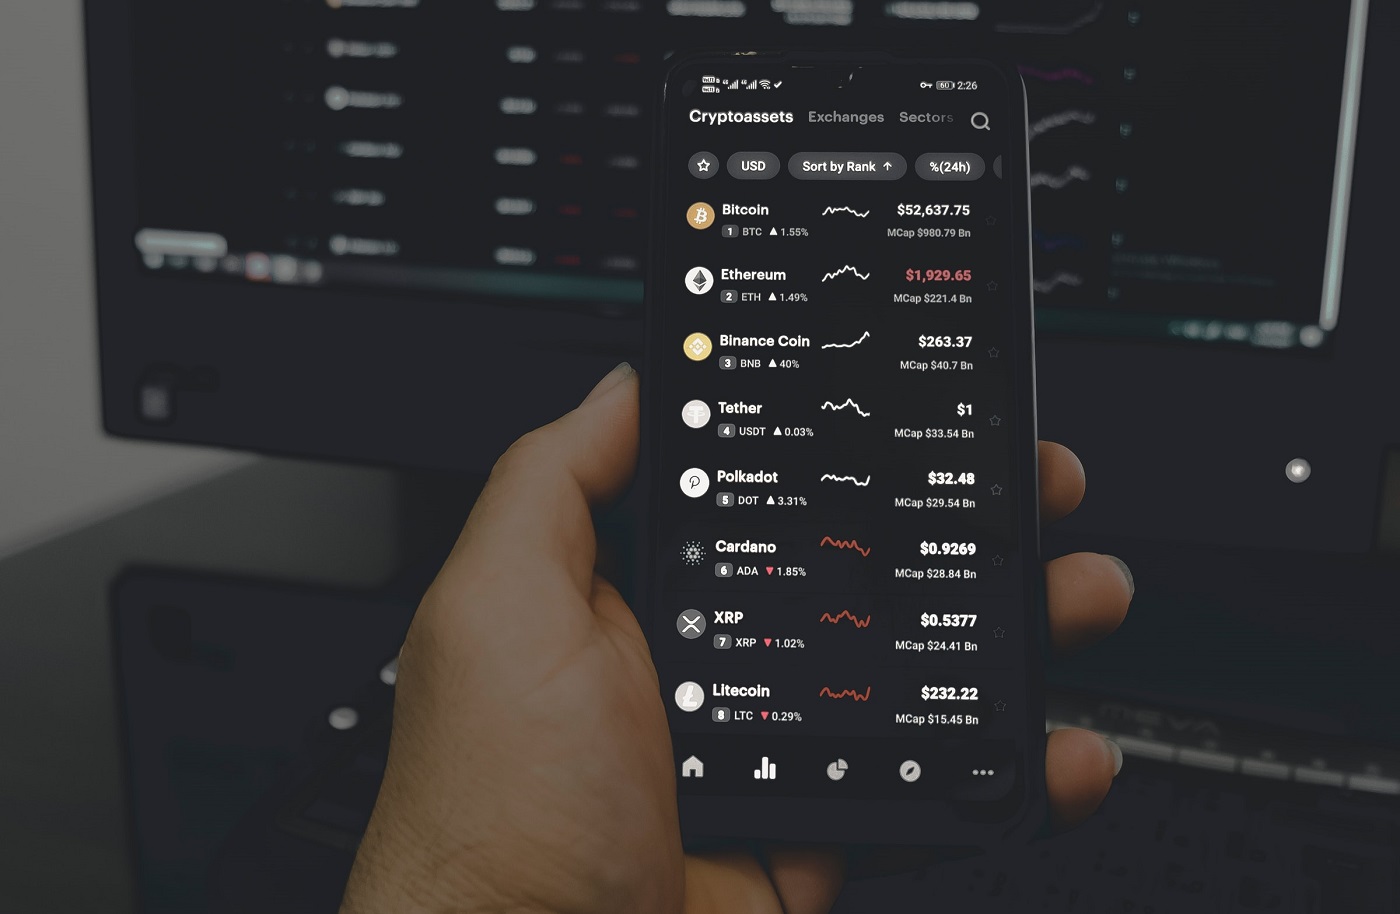 2:26
Cryptoassets Exchanges Sectors
USD Sort by Rank ↑ %(24h)
Bitcoin $52,637.75
1 BTC ▲ 1.55% MCap $980.79 Bn
Ethereum $1,929.65
2 ETH ▲ 1.49% MCap $221.4 Bn
Binance Coin $263.37
3 BNB ▲ 40% MCap $40.7 Bn
Tether $1
4 USDT ▲ 0.03% MCap $33.54 Bn
Polkadot $32.48
5 DOT ▲ 3.31% MCap $29.54 Bn
Cardano $0.9269
6 ADA ▼ 1.85% MCap $28.84 Bn
XRP $0.5377
7 XRP ▼ 1.02% MCap $24.41 Bn
Litecoin $232.22
8 LTC ▼ 0.29% MCap $15.45 Bn